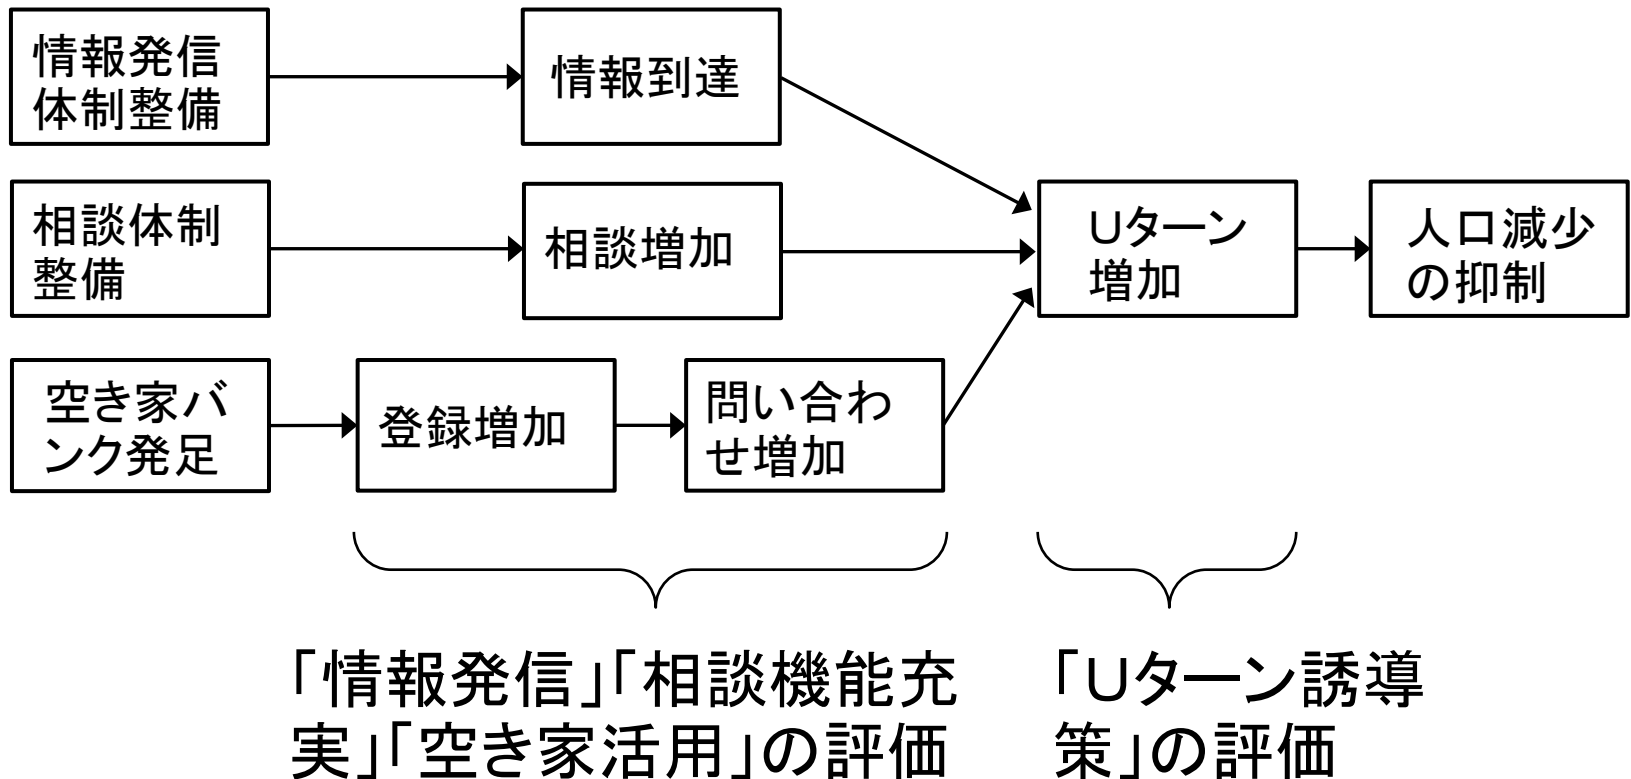 情報発信
体制整備
情報到達
相談体制
整備
相談増加
Uターン
増加
人口減少
の抑制
空き家バ
ンク発足
登録増加
問い合わ
せ増加
「情報発信」「相談機能充
実」「空き家活用」の評価
「Uターン誘導
策」の評価